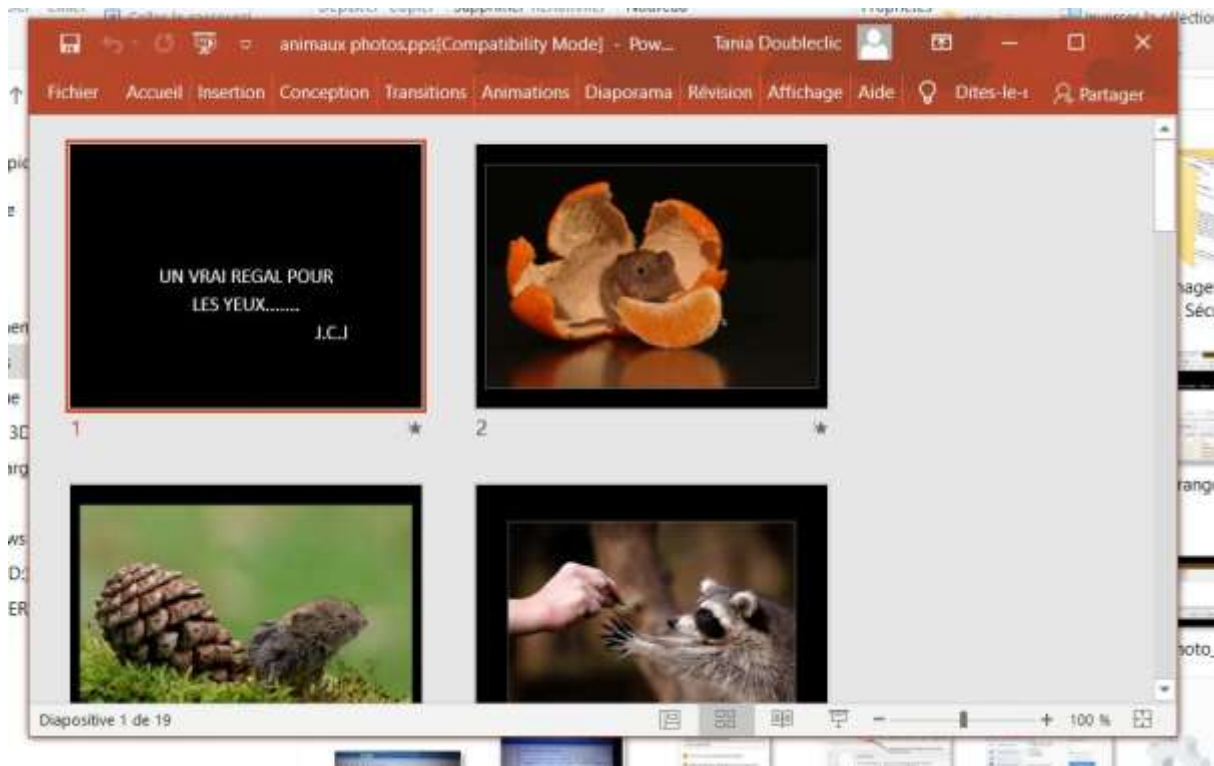 animaux photos.pps[Compatibility Mode] - Pow... Tania Doubleclic
Fichier Accueil Insertion Conception Transitions Animations Diaporama Révision Affichage Aide Dites-le- Partager
UN VRAI REGAL POUR
LES YEUX.......
J.C.J
1
2
Diapositive 1 de 19
100 %